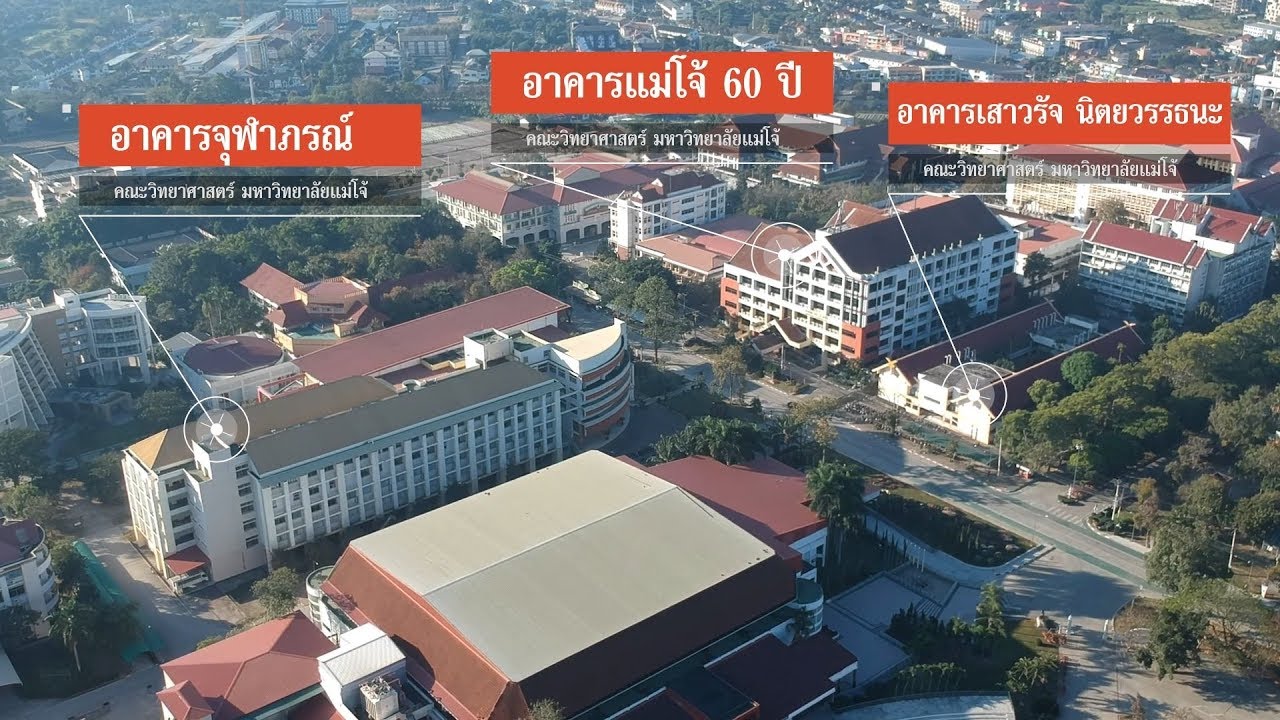 อาคารจุฬาภรณ์
คณะวิทยาศาสตร์ มหาวิทยาลัยแม่โจ้
อาคารแม่โจ้ 60 ปี
คณะวิทยาศาสตร์ มหาวิทยาลัยแม่โจ้
อาคารเสาวรัจ นิตยวรรธนะ
คณะวิทยาศาสตร์ มหาวิทยาลัยแม่โจ้